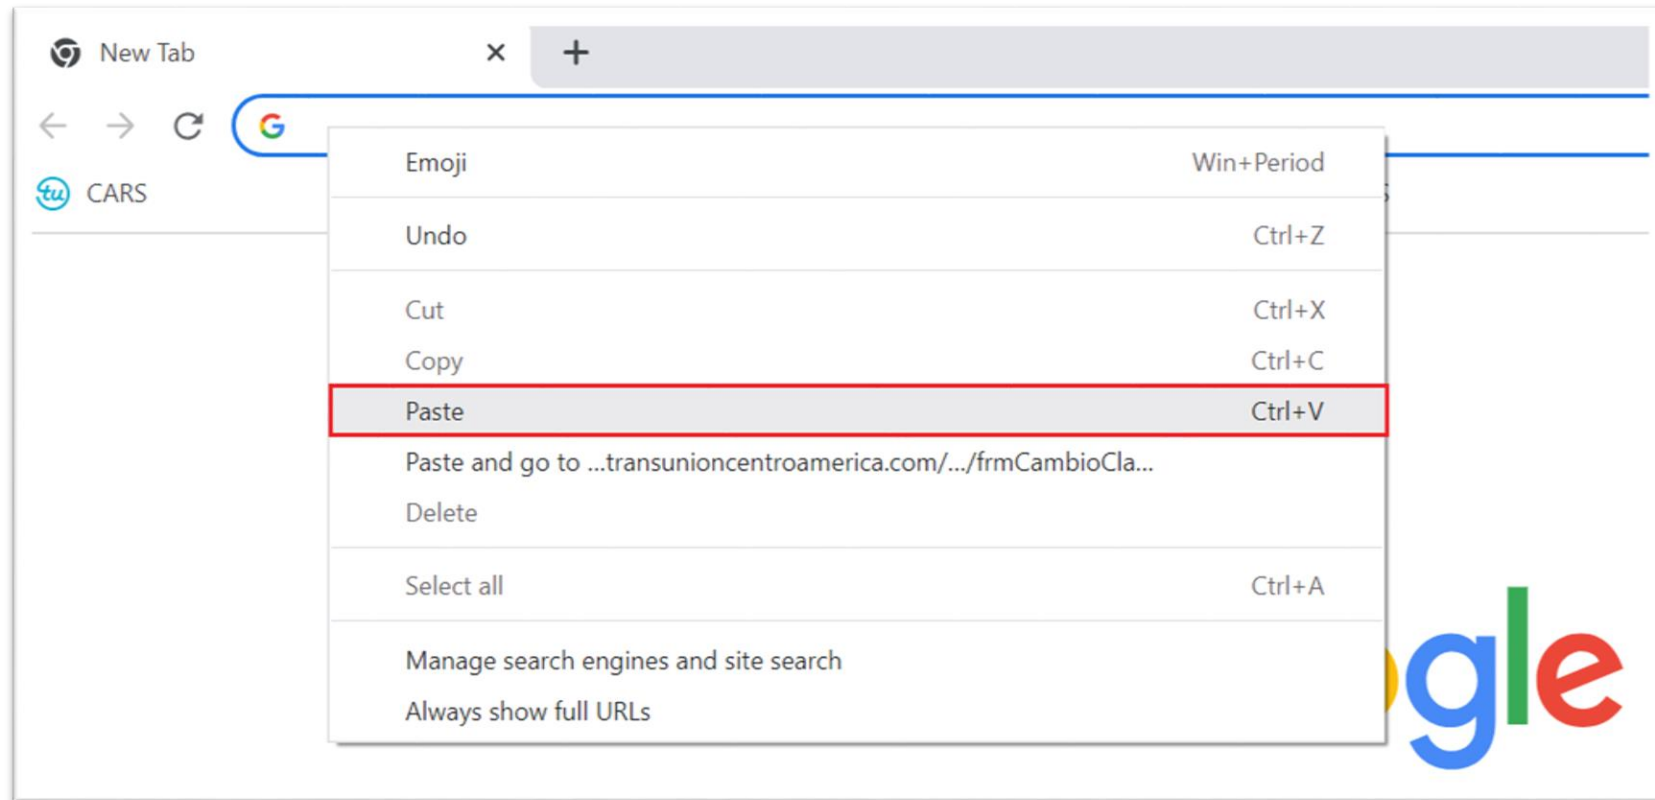 New Tab
tu CARS
Emoji Win+Period
Undo Ctrl+Z
Cut Ctrl+X
Copy Ctrl+C
Paste Ctrl+V
Paste and go to ...transunioncentroamerica.com/.../frmCambioCla...
Delete
Select all Ctrl+A
Manage search engines and site search
Always show full URLs
gle